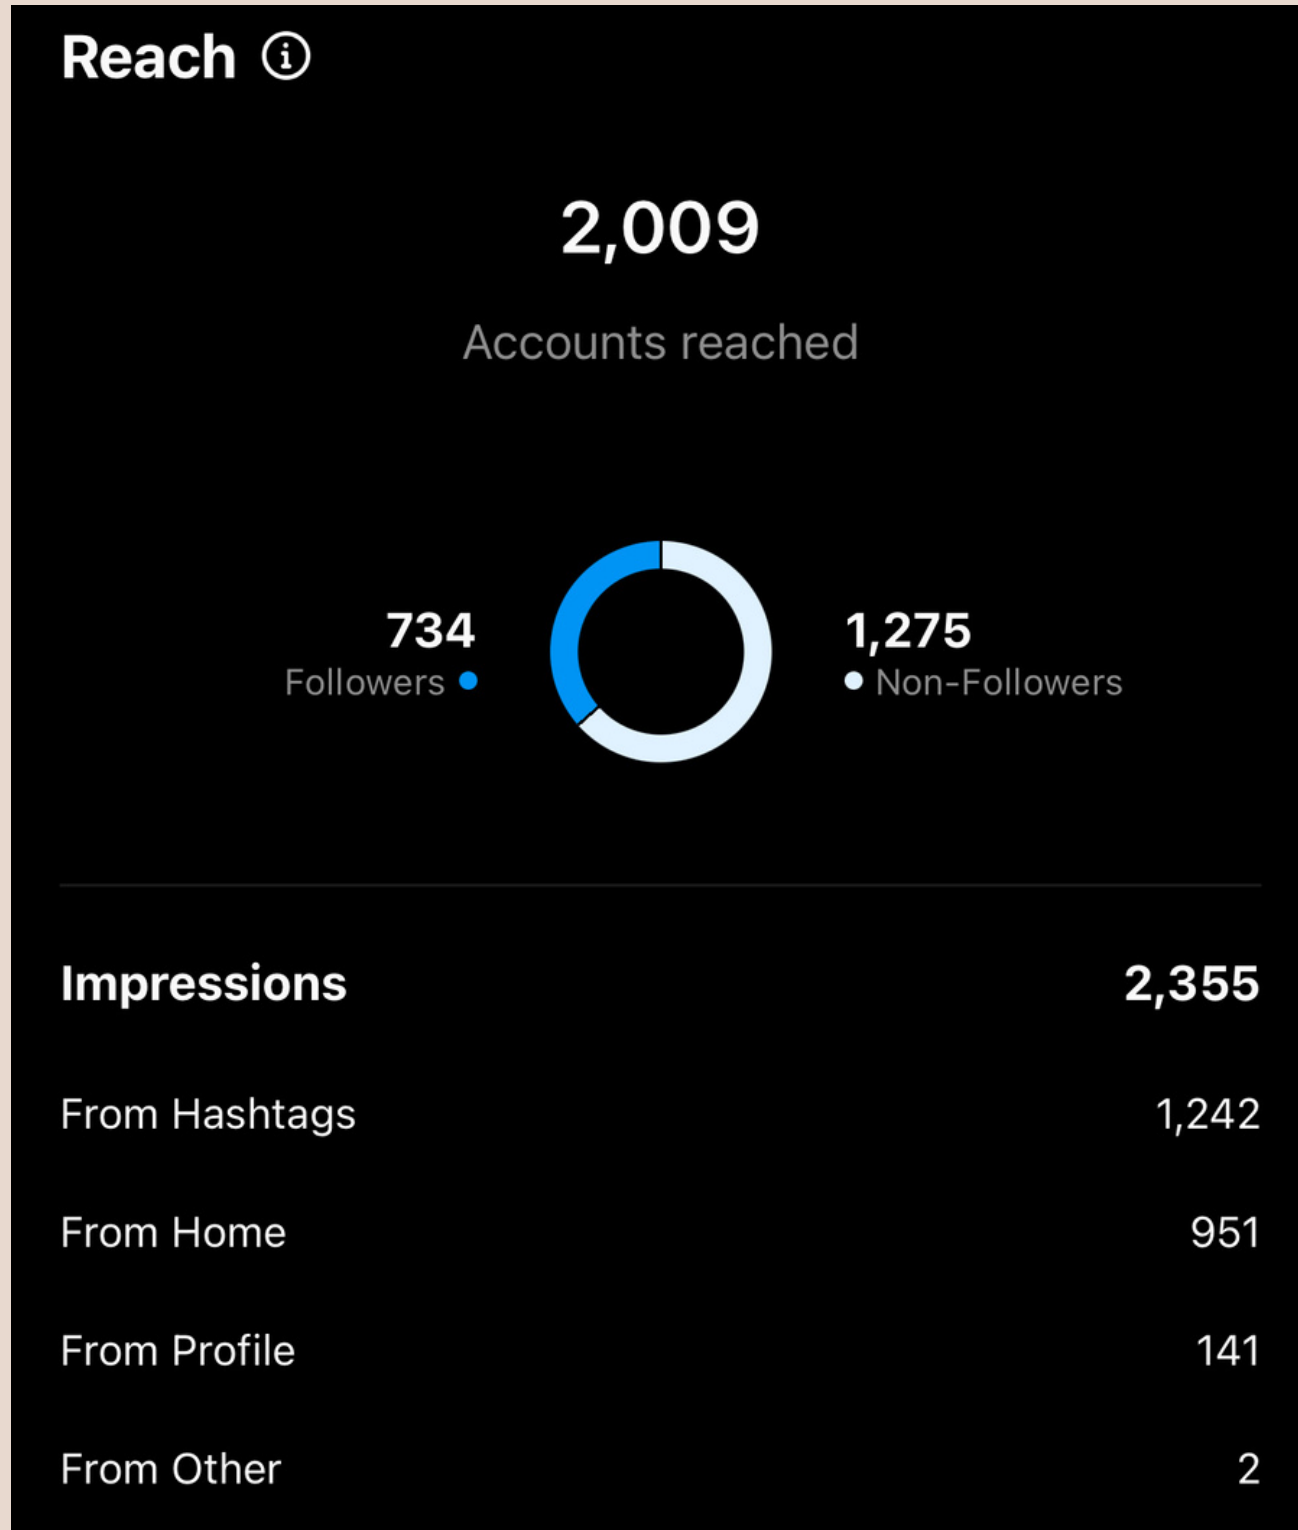 Reach
2,009
Accounts reached
734
Followers
1,275
Non-Followers
Impressions 2,355
From Hashtags 1,242
From Home 951
From Profile 141
From Other 2